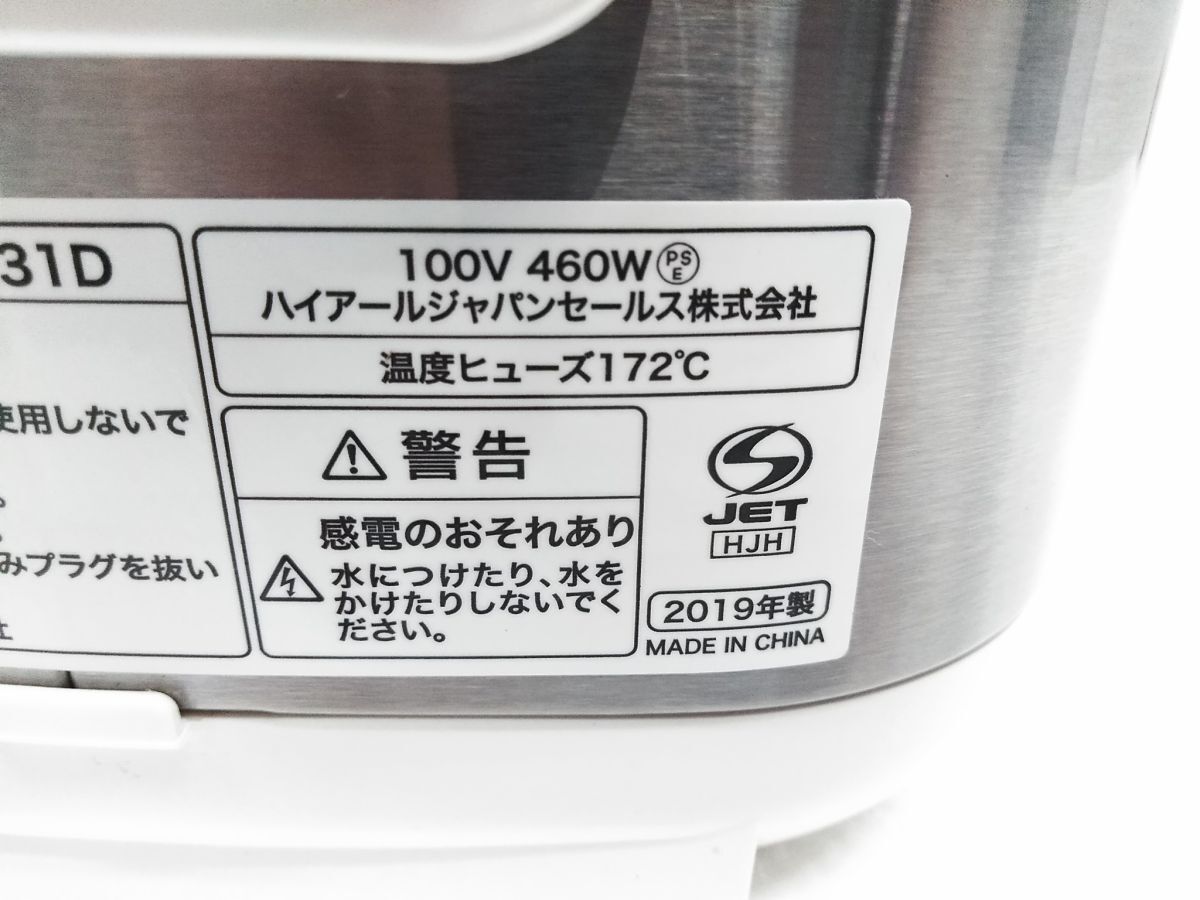 31D
使用しないで
。
。
みプラグを抜い
社
100V 460W PSE
ハイアールジャパンセールス株式会社
温度ヒューズ172℃
警告
感電のおそれあり
水につけたり、水を
かけたりしないでく
ださい。
JET
HJH
2019年製
MADE IN CHINA